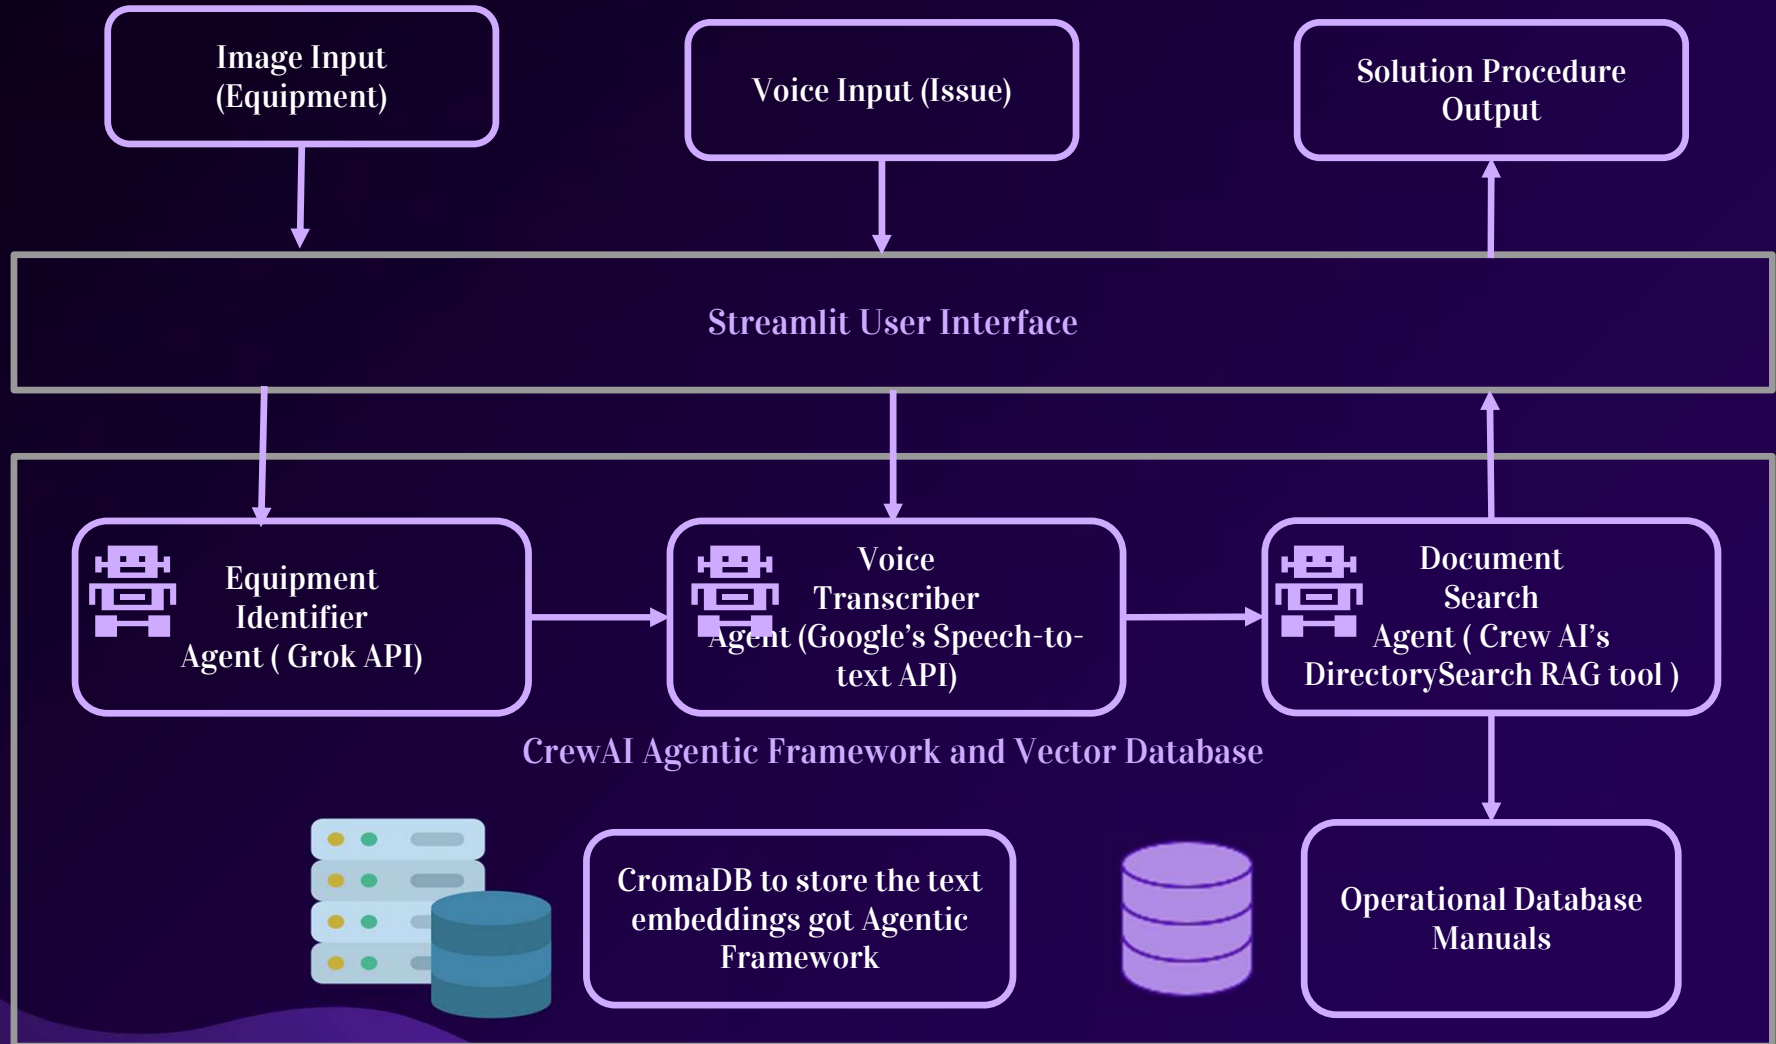 Image Input
(Equipment)
Voice Input (Issue)
Solution Procedure
Output
Streamlit User Interface
Equipment
Identifier
Agent ( Grok API)
Voice
Transcriber
Agent (Google's Speech-to-
text API)
Document
Search
Agent ( Crew AI's
DirectorySearch RAG tool )
CrewAI Agentic Framework and Vector Database
CromaDB to store the text
embeddings got Agentic
Framework
Operational Database
Manuals